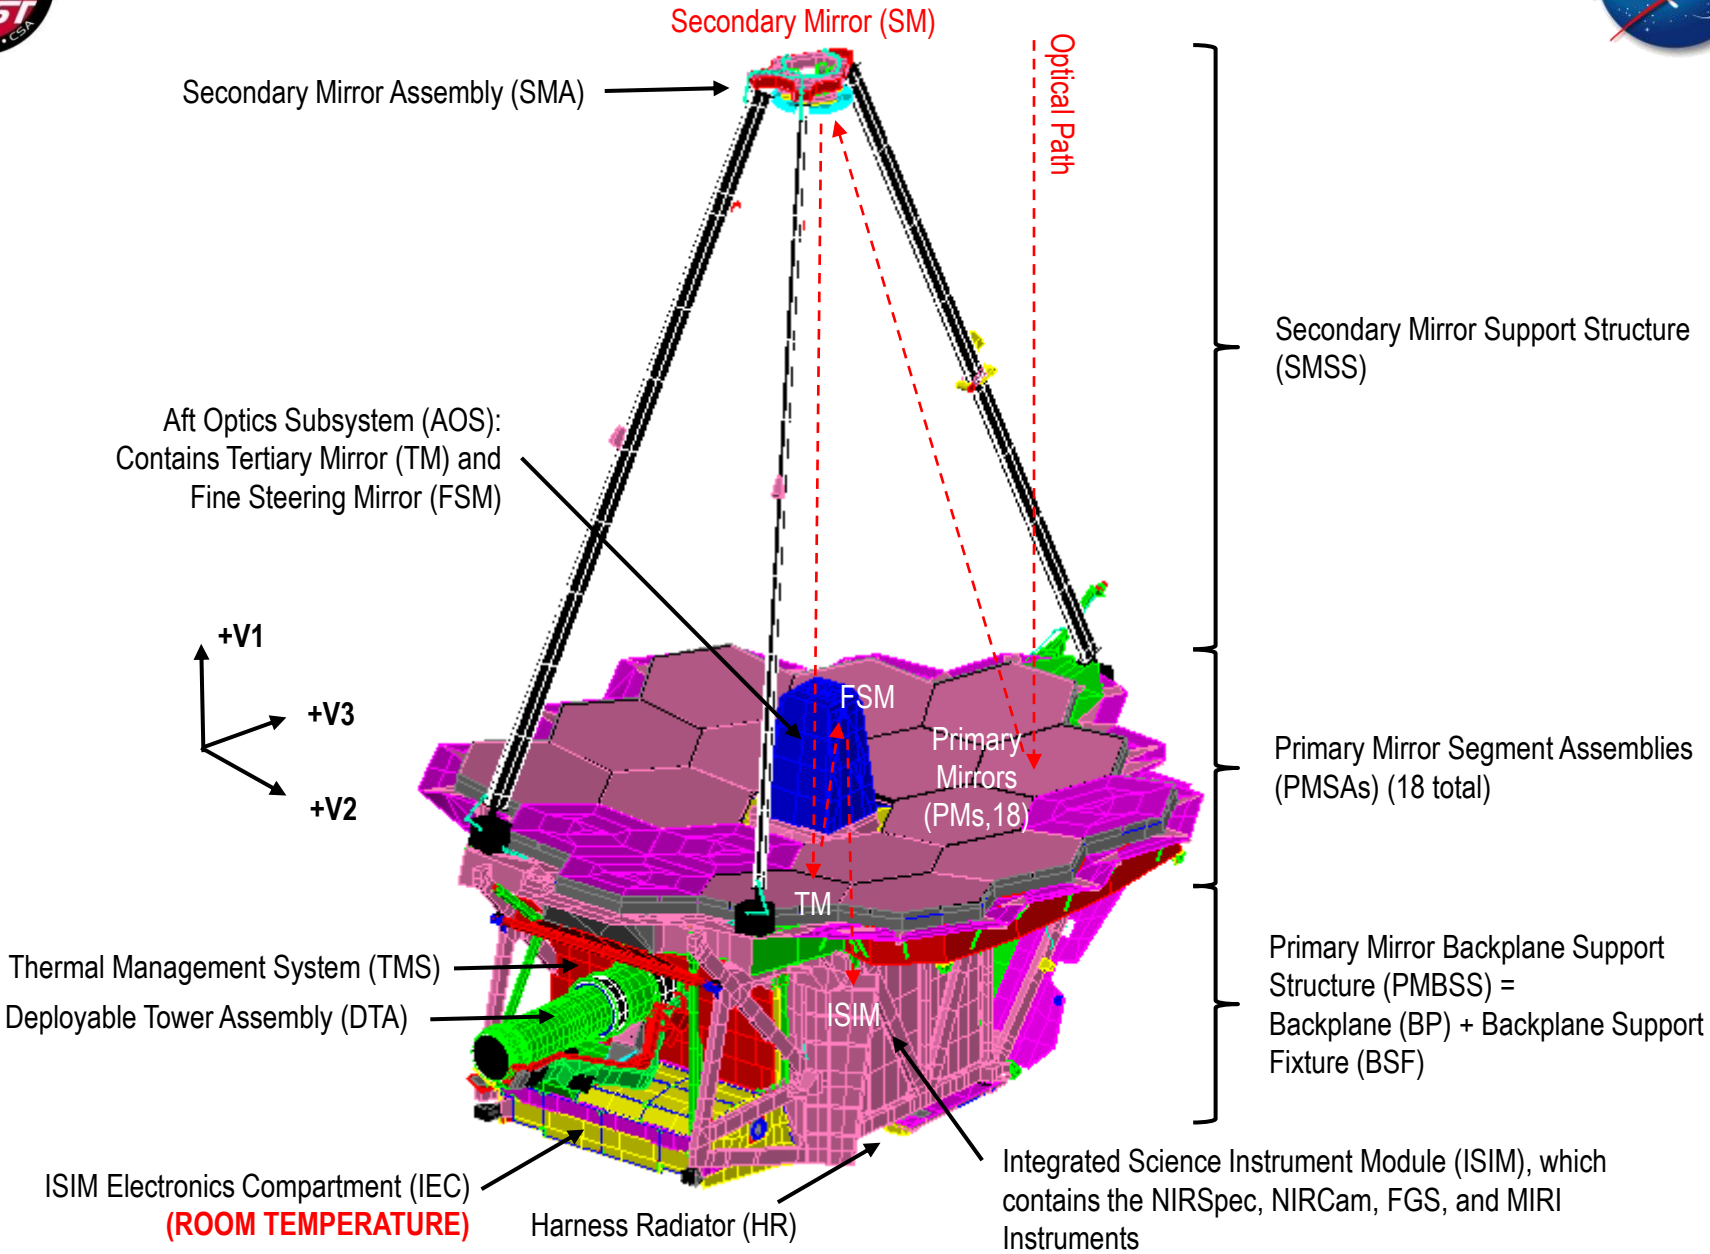 ST
• CSA
Secondary Mirror (SM)
Optical Path
Secondary Mirror Assembly (SMA)
Secondary Mirror Support Structure
(SMSS)
Aft Optics Subsystem (AOS):
Contains Tertiary Mirror (TM) and
Fine Steering Mirror (FSM)
+V1
+V3
+V2
FSM
Primary
Mirrors
(PMs,18)
TM
ISIM
Primary Mirror Segment Assemblies
(PMSAs) (18 total)
Thermal Management System (TMS)
Deployable Tower Assembly (DTA)
Primary Mirror Backplane Support
Structure (PMBSS) =
Backplane (BP) + Backplane Support
Fixture (BSF)
ISIM Electronics Compartment (IEC)
(ROOM TEMPERATURE)
Harness Radiator (HR)
Integrated Science Instrument Module (ISIM), which
contains the NIRSpec, NIRCam, FGS, and MIRI
Instruments